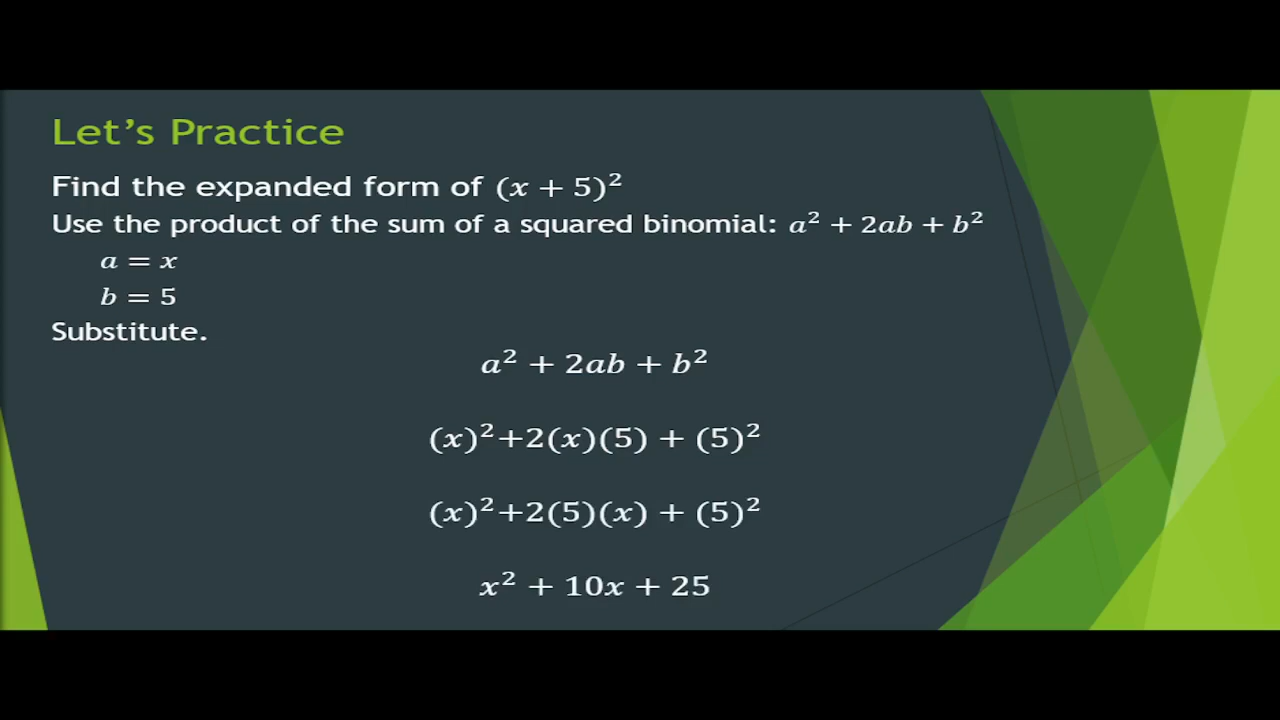 Let's Practice
Find the expanded form of (𝑥 + 5)²
Use the product of the sum of a squared binomial: 𝑎² + 2𝑎𝑏 + 𝑏²
𝑎 = 𝑥
𝑏 = 5
Substitute.
𝑎² + 2𝑎𝑏 + 𝑏²
(𝑥)²+2(𝑥)(5) + (5)²
(𝑥)²+2(5)(𝑥) + (5)²
𝑥² + 10𝑥 + 25